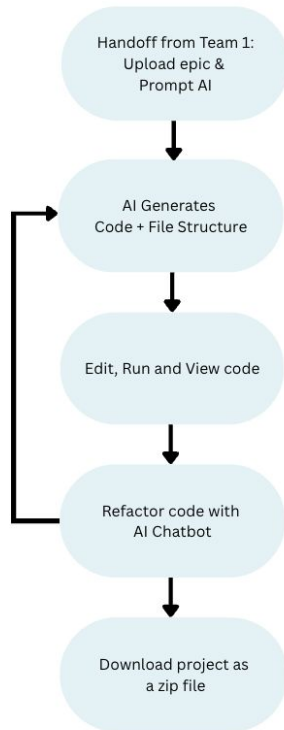 Handoff from Team 1:
Upload epic &
Prompt AI
AI Generates
Code + File Structure
Edit, Run and View code
Refactor code with
AI Chatbot
Download project as
a zip file